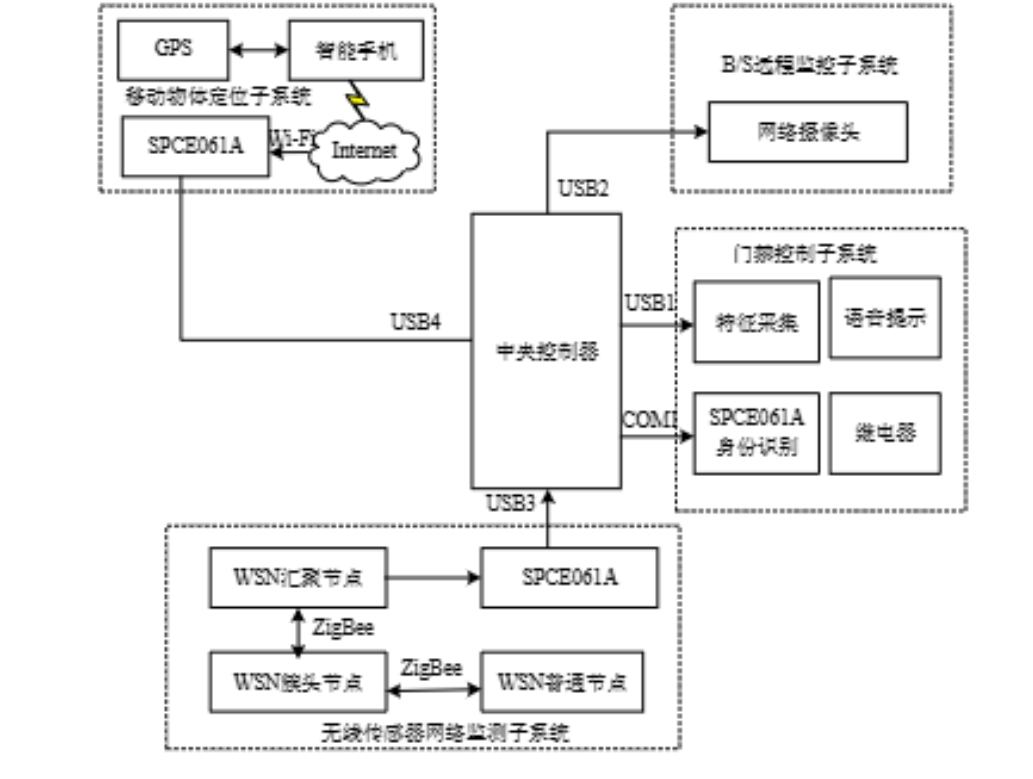 GPS
智能手机
移动物体定位子系统
SPCE061A
Wi-Fi
Internet
B/S远程监控子系统
网络摄像头
USB2
门禁控制子系统
USB1
特征采集
语音提示
USB4
中央控制器
COM1
SPCE061A
身份识别
继电器
USB3
WSN汇聚节点
SPCE061A
ZigBee
WSN簇头节点
ZigBee
WSN普通节点
无线传感器网络监测子系统